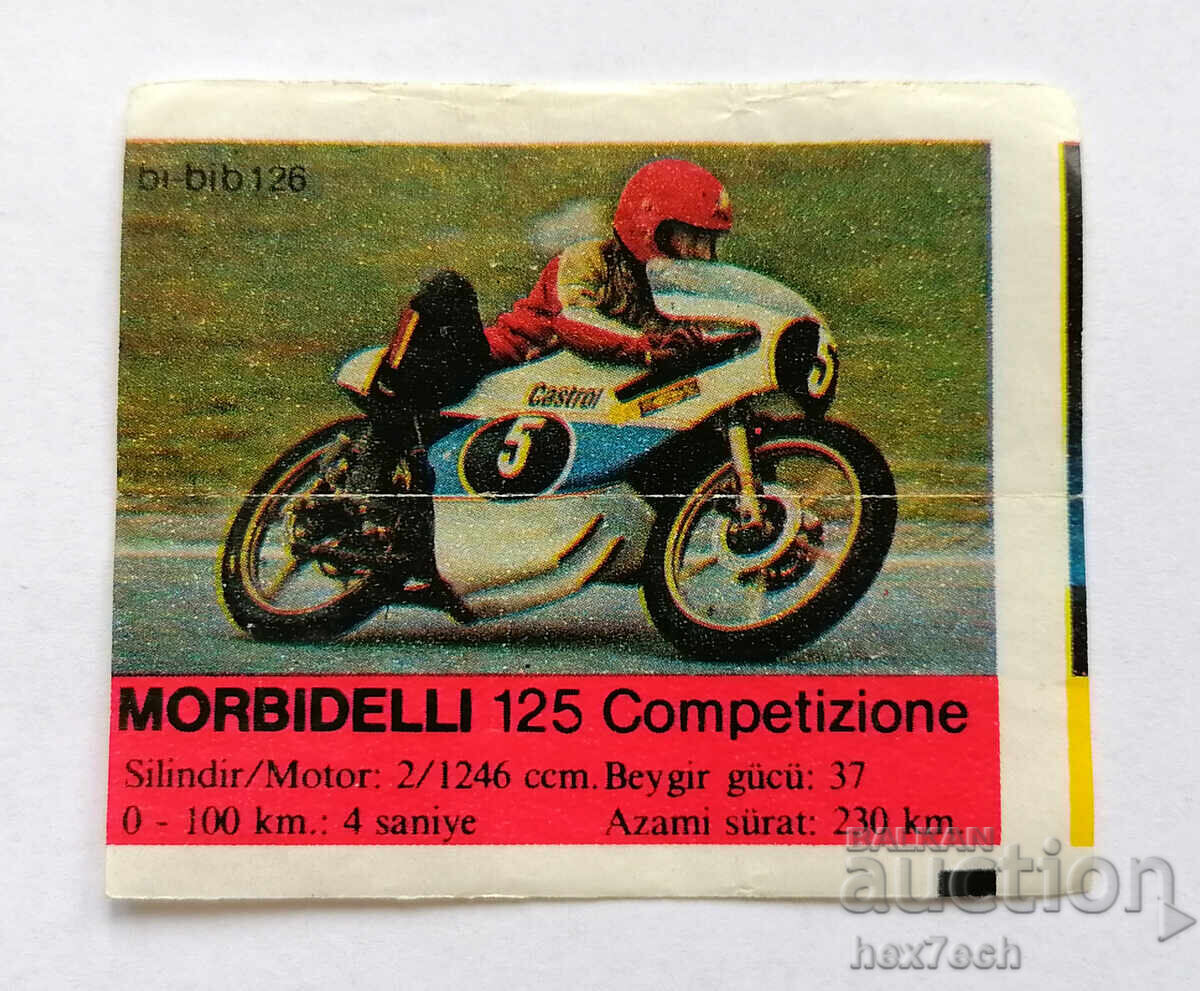 bi-bib 126
Castrol
5
5
MORBIDELLI 125 Competizione
Silindir/Motor: 2/1246 ccm. Beygir gücü: 37
0 - 100 km.: 4 saniye Azami sürat: 230 km.
BALKAN
auction
hex7ech